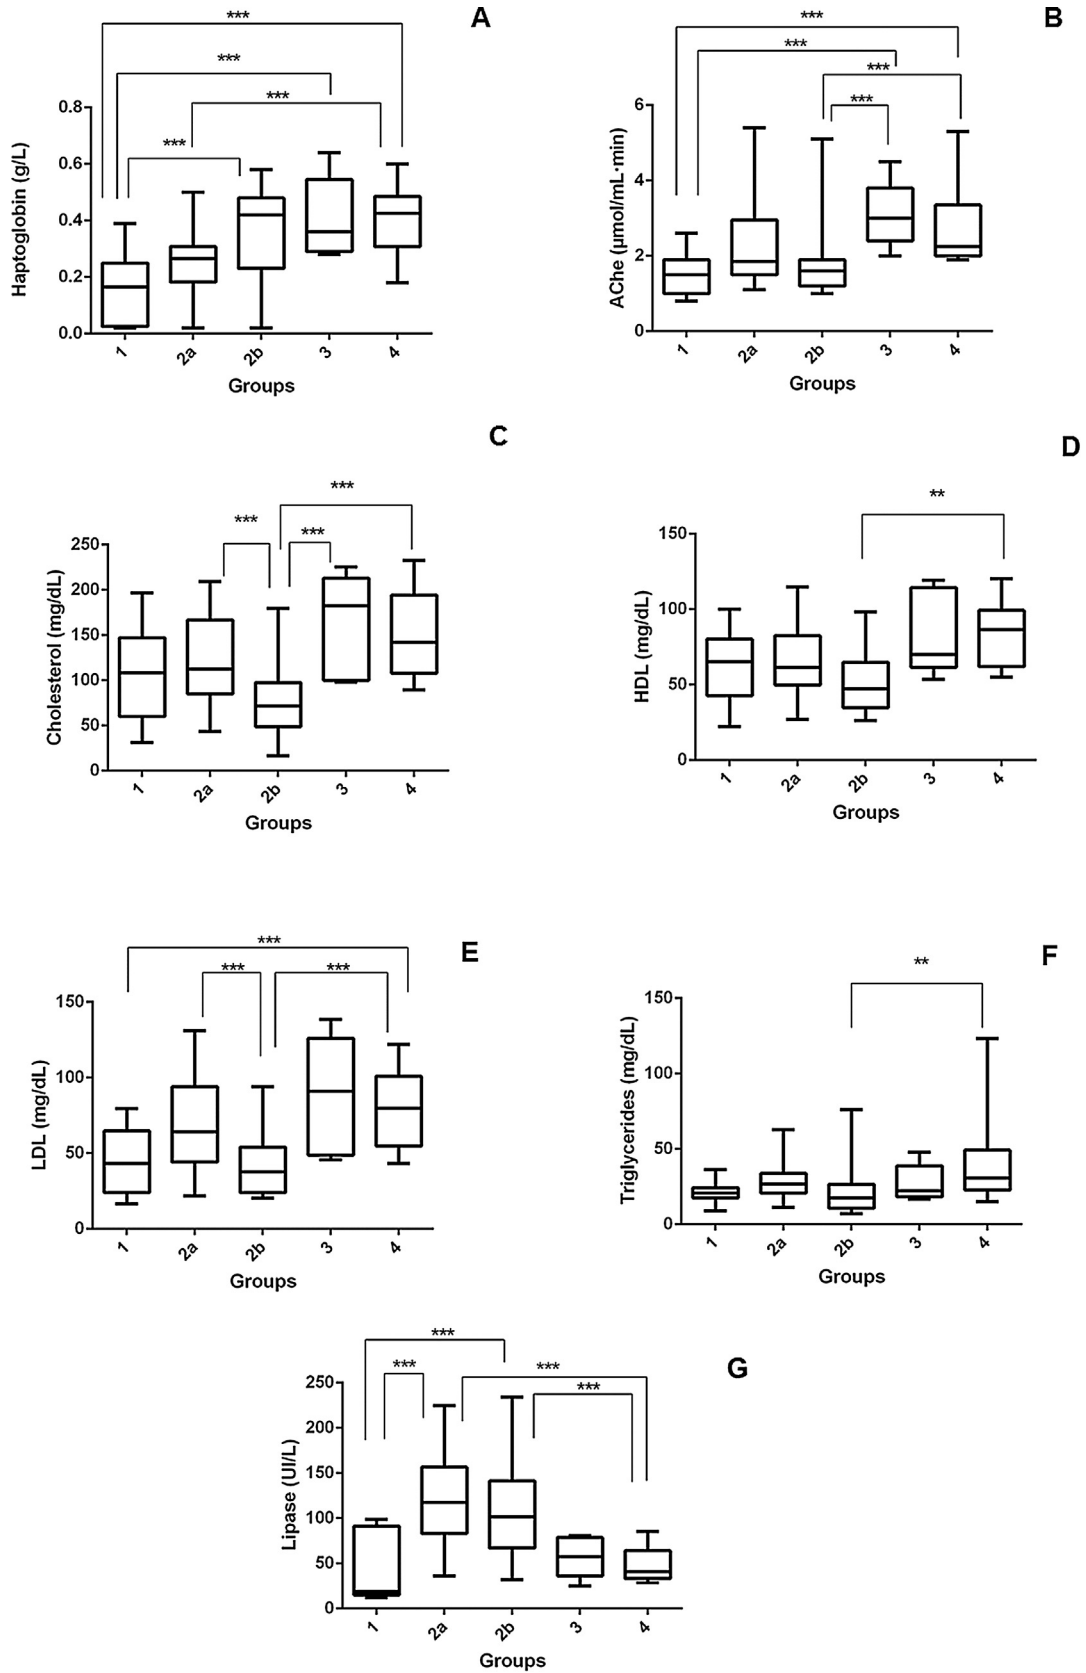 A
***
***
***
***
Haptoglobin (g/L)
0.8
0.6
0.4
0.2
0.0
1
2a
2b
3
4
Groups
B
***
***
***
***
AChe (µmol/mL·min)
6
4
2
0
1
2a
2b
3
4
Groups
C
***
***
***
Cholesterol (mg/dL)
250
200
150
100
50
0
1
2a
2b
3
4
Groups
D
**
HDL (mg/dL)
150
100
50
0
1
2a
2b
3
4
Groups
E
***
***
***
LDL (mg/dL)
150
100
50
0
1
2a
2b
3
4
Groups
F
**
Triglycerides (mg/dL)
150
100
50
0
1
2a
2b
3
4
Groups
G
***
***
***
***
Lipase (UI/L)
250
200
150
100
50
0
1
2a
2b
3
4
Groups